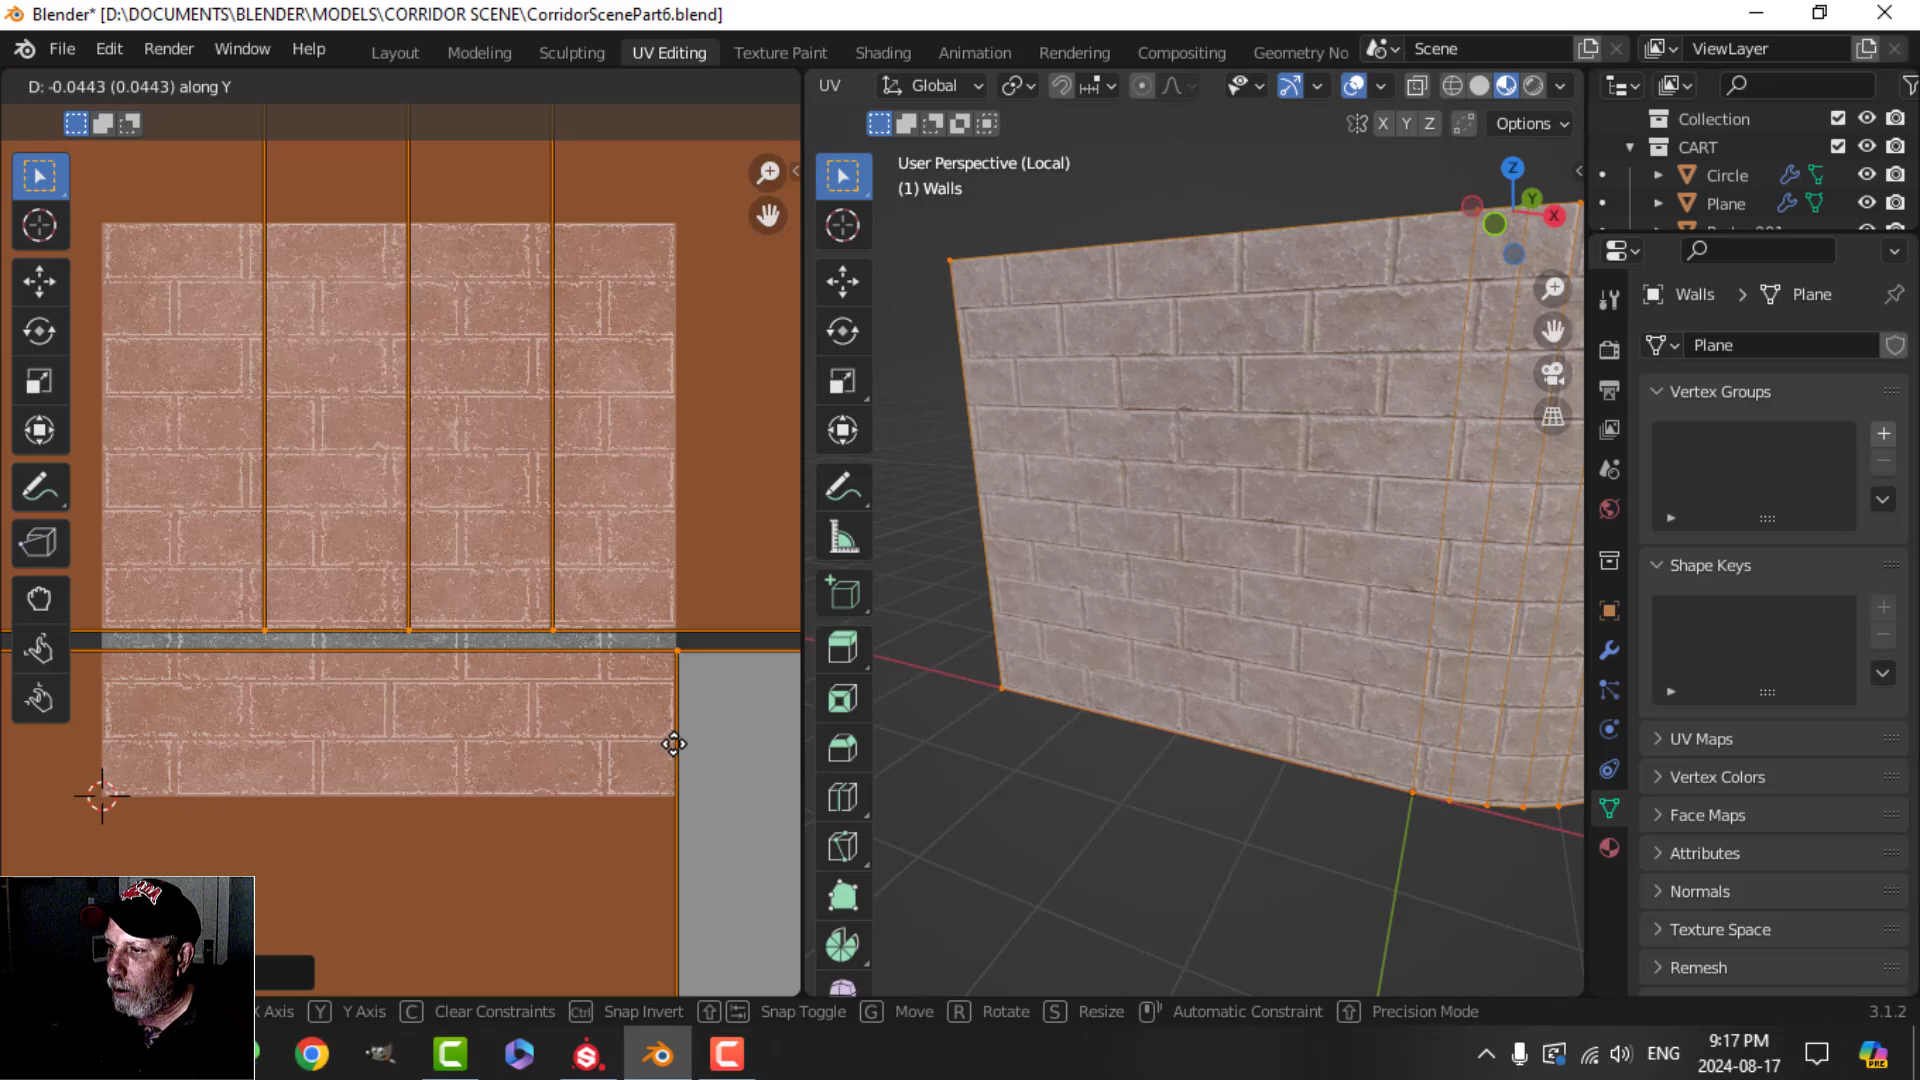 Blender* [D:\DOCUMENTS\BLENDER\MODELS\CORRIDOR SCENE\CorridorScenePart6.blend]
File Edit Render Window Help
Layout Modeling Sculpting UV Editing Texture Paint Shading Animation Rendering Compositing Geometry No
Scene
ViewLayer
D: -0.0443 (0.0443) along Y
UV
Global
X Y Z
Options
User Perspective (Local)
(1) Walls
Z
Y
X
Collection
CART
Circle
Plane
Walls > Plane
Plane
Vertex Groups
Shape Keys
UV Maps
Vertex Colors
Face Maps
Attributes
Normals
Texture Space
Remesh
X Axis Y Y Axis C Clear Constraints Ctrl Snap Invert Snap Toggle G Move R Rotate S Resize Automatic Constraint Precision Mode
3.1.2
ENG
9:17 PM
2024-08-17